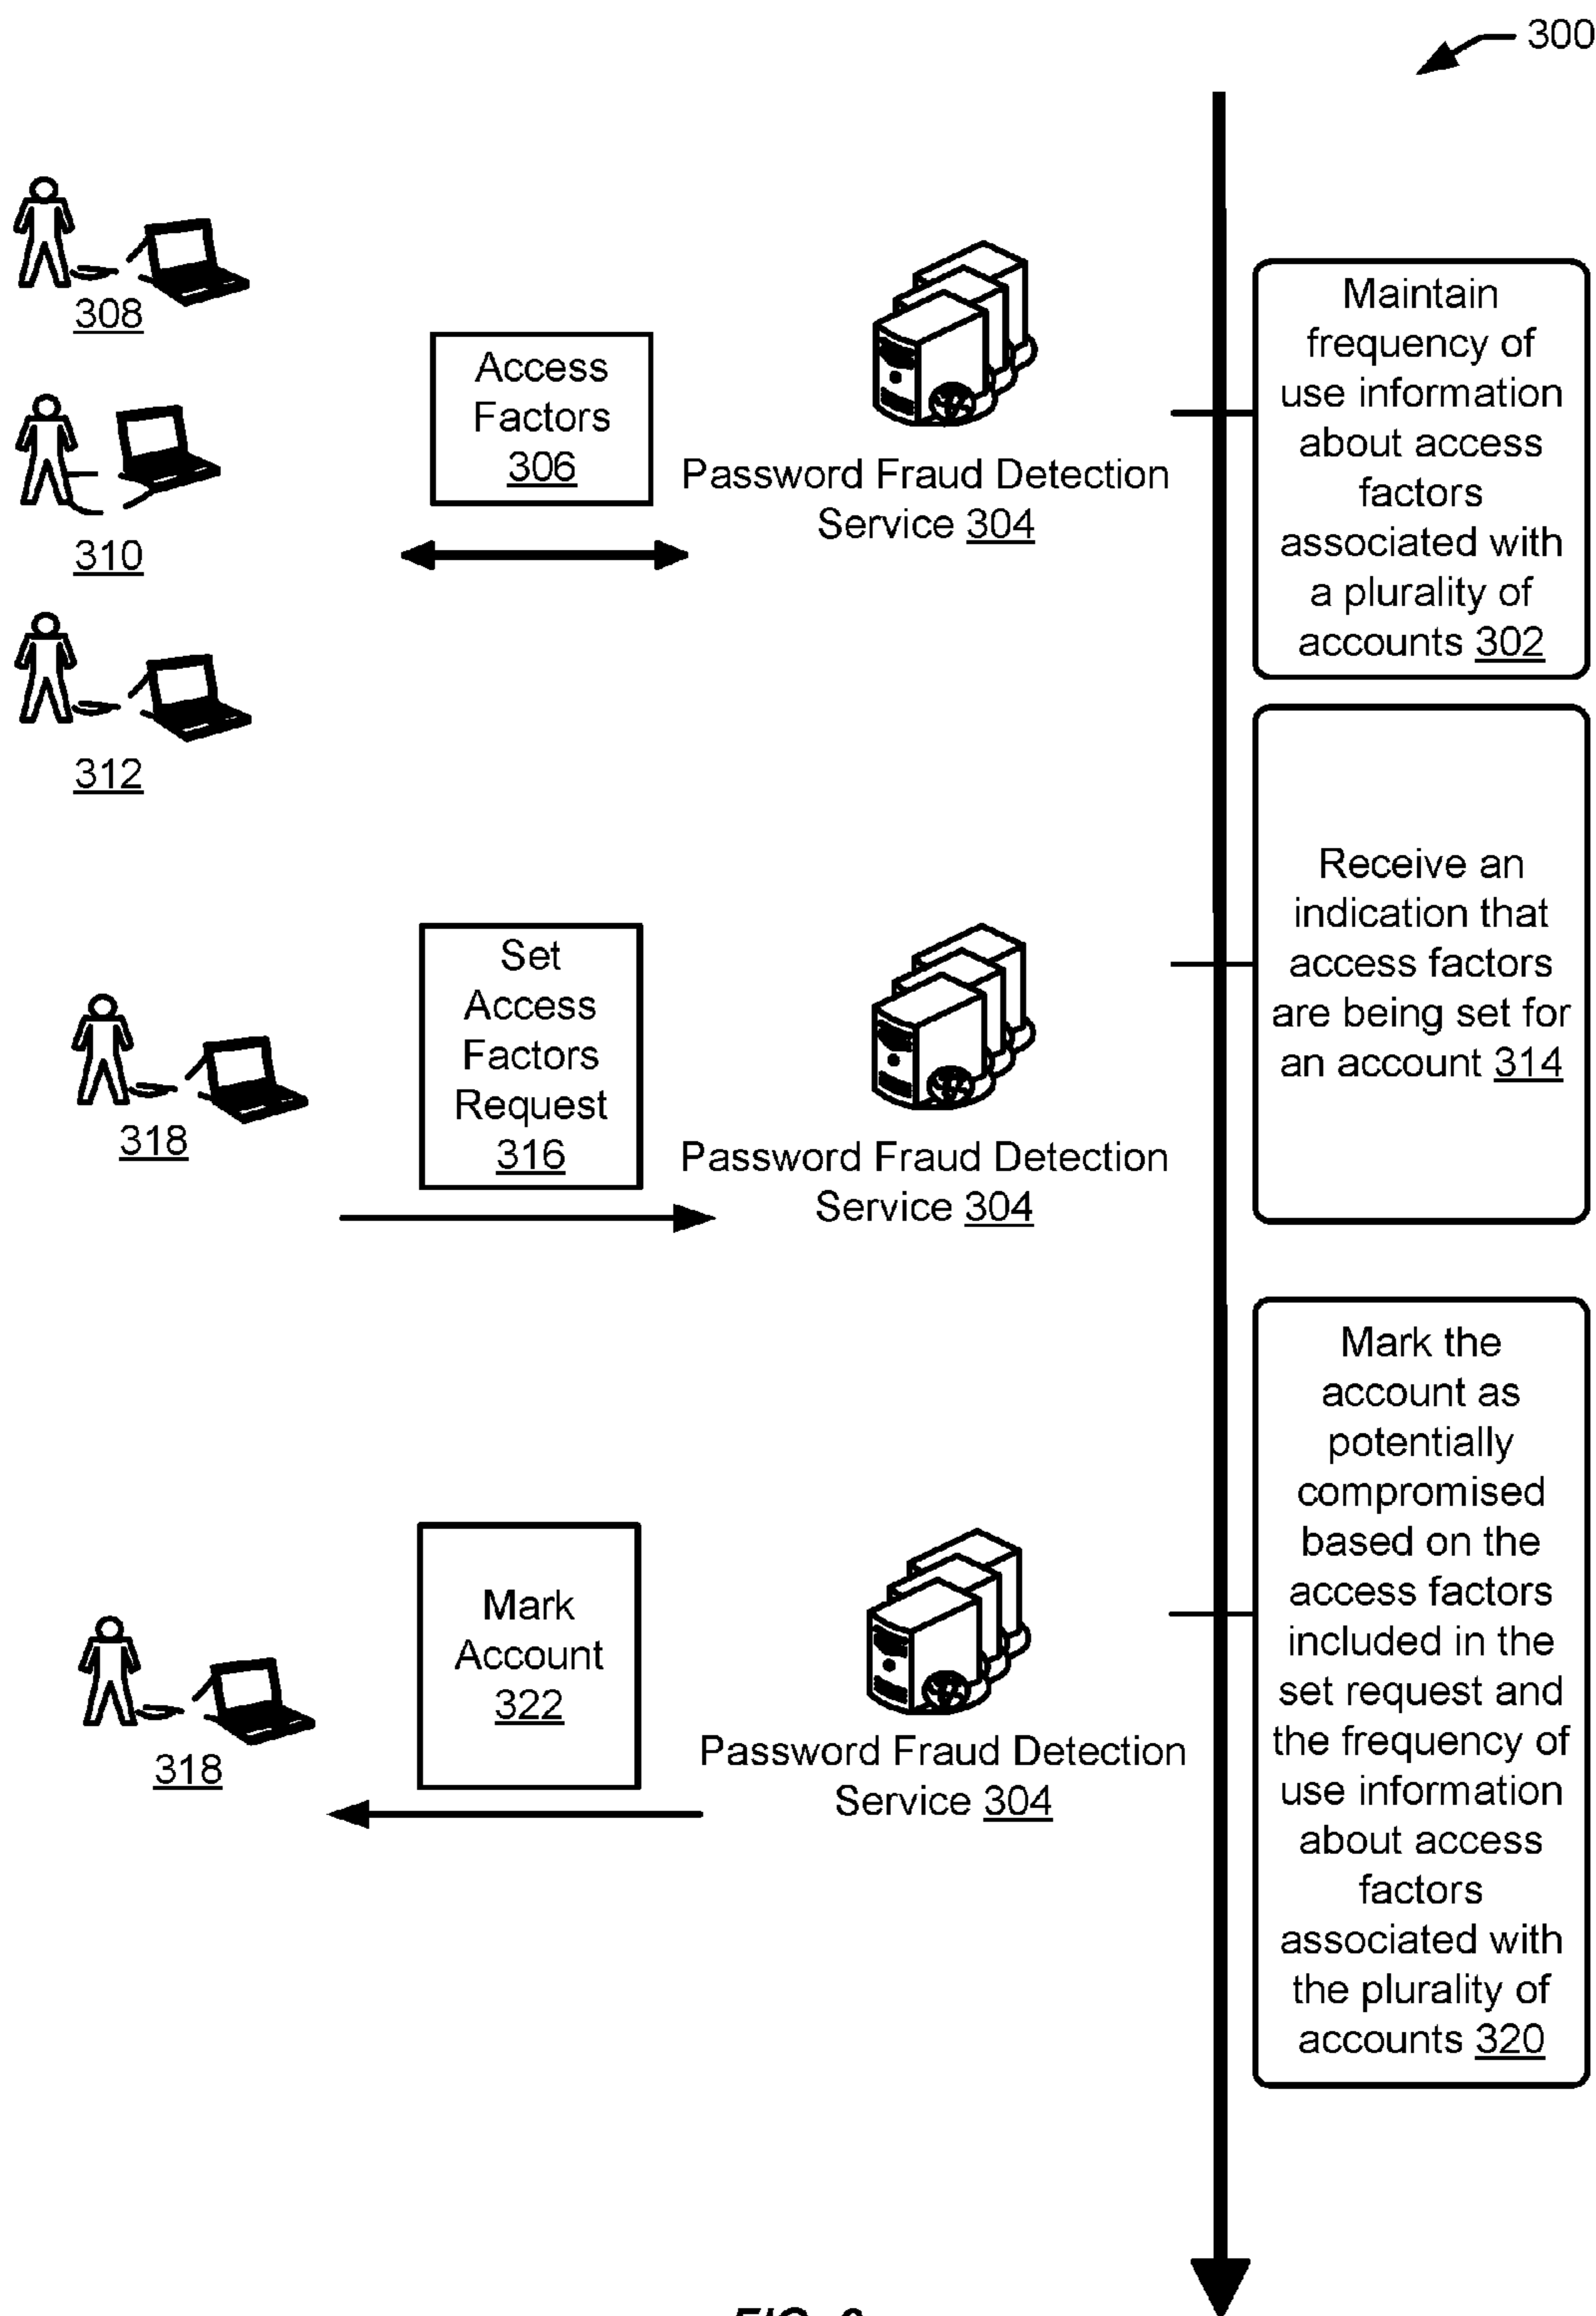 300
308
Access
Factors
306
Password Fraud Detection
Service 304
Maintain
frequency of
use information
about access
factors
associated with
a plurality of
accounts 302
310
312
Set
Access
Factors
Request
316
318
Password Fraud Detection
Service 304
Receive an
indication that
access factors
are being set for
an account 314
Mark
Account
322
318
Password Fraud Detection
Service 304
Mark the
account as
potentially
compromised
based on the
access factors
included in the
set request and
the frequency of
use information
about access
factors
associated with
the plurality of
accounts 320